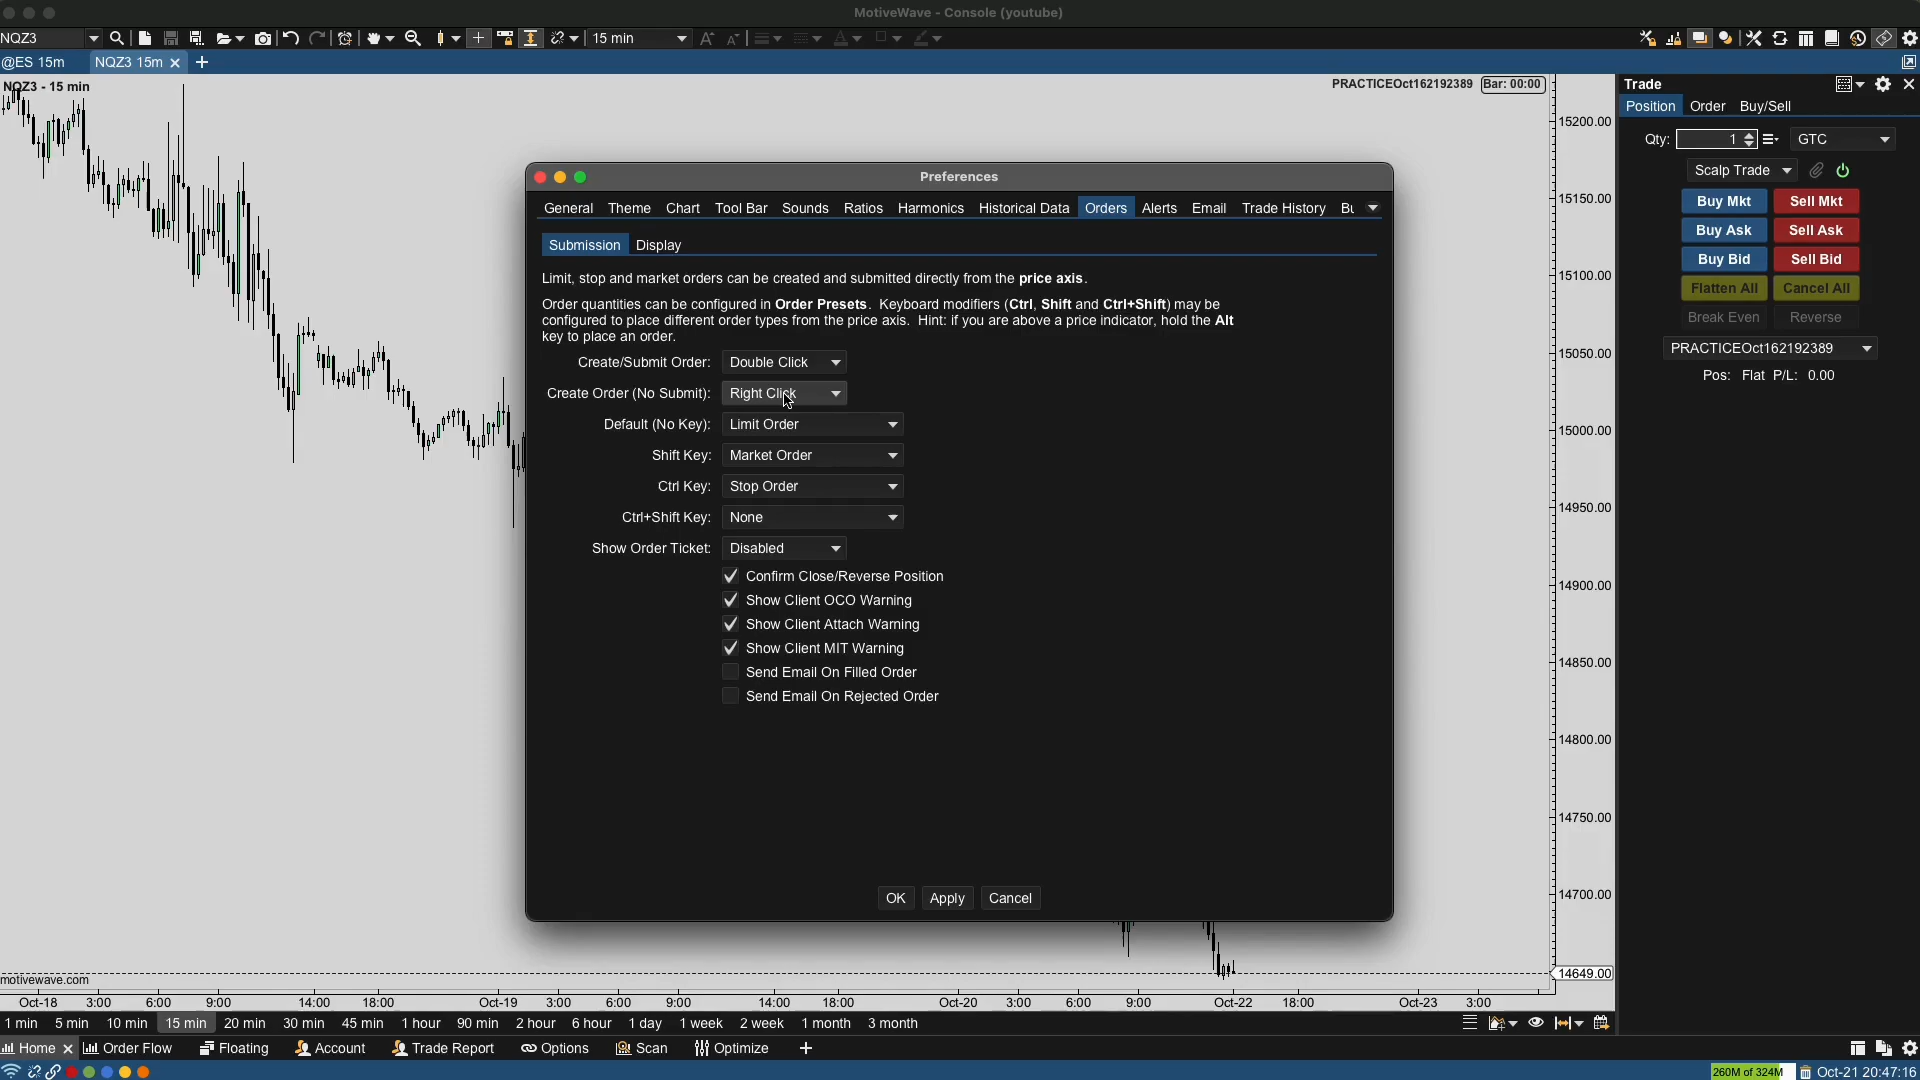 MotiveWave - Console (youtube)
NQZ3
15 min
@ES 15m
NQZ3 15m
NQZ3 - 15 min
PRACTICEOct162192389
Bar: 00:00
15200.00
15150.00
15100.00
15050.00
15000.00
14950.00
14900.00
14850.00
14800.00
14750.00
14700.00
14649.00
Trade
Position
Order
Buy/Sell
Qty:
1
GTC
Scalp Trade
Buy Mkt
Sell Mkt
Buy Ask
Sell Ask
Buy Bid
Sell Bid
Flatten All
Cancel All
Break Even
Reverse
PRACTICEOct162192389
Pos: Flat P/L: 0.00
Preferences
General
Theme
Chart
Tool Bar
Sounds
Ratios
Harmonics
Historical Data
Orders
Alerts
Email
Trade History
Submission
Display
Limit, stop and market orders can be created and submitted directly from the price axis.
Order quantities can be configured in Order Presets. Keyboard modifiers (Ctrl, Shift and Ctrl+Shift) may be
configured to place different order types from the price axis. Hint: if you are above a price indicator, hold the Alt
key to place an order.
Create/Submit Order: Double Click
Create Order (No Submit): Right Click
Default (No Key): Limit Order
Shift Key: Market Order
Ctrl Key: Stop Order
Ctrl+Shift Key: None
Show Order Ticket: Disabled
Confirm Close/Reverse Position
Show Client OCO Warning
Show Client Attach Warning
Show Client MIT Warning
Send Email On Filled Order
Send Email On Rejected Order
OK
Apply
Cancel
motivewave.com
Oct-18 3:00 6:00 9:00 14:00 18:00 Oct-19 3:00 6:00 9:00 14:00 18:00 Oct-20 3:00 6:00 9:00 Oct-22 18:00 Oct-23 3:00
1 min 5 min 10 min 15 min 20 min 30 min 45 min 1 hour 90 min 2 hour 6 hour 1 day 1 week 2 week 1 month 3 month
Home
Order Flow
Floating
Account
Trade Report
Options
Scan
Optimize
260M of 324M
Oct-21 20:47:16